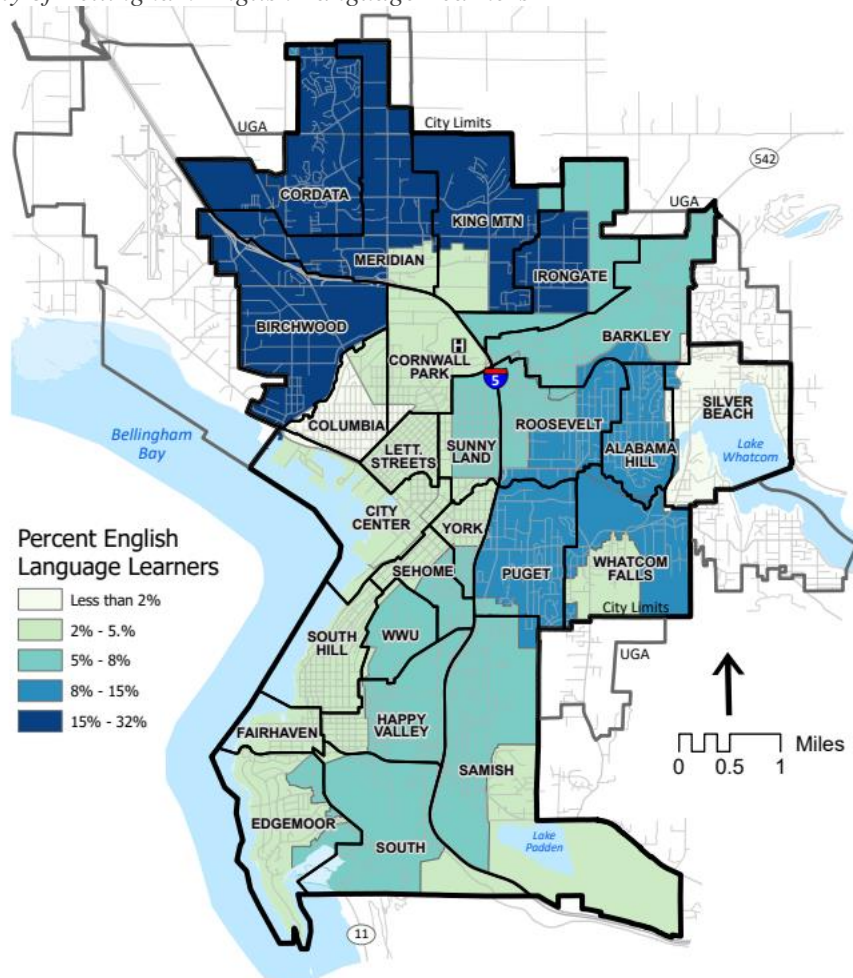 UGA
City Limits
542
CORDATA
KING MTN
UGA
MERIDIAN
IRONGATE
BIRCHWOOD
BARKLEY
H
CORNWALL
PARK
5
SILVER
BEACH
COLUMBIA
ROOSEVELT
Bellingham
Bay
LETT.
STREETS
SUNNY
LAND
ALABAMA
HILL
Lake
Whatcom
CITY
CENTER
YORK
Percent English
Language Learners
SEHOME
PUGET
WHATCOM
FALLS
Less than 2%
City Limits
2% - 5.%
SOUTH
HILL
WWU
UGA
5% - 8%
8% - 15%
15% - 32%
FAIRHAVEN
HAPPY
VALLEY
Miles
0 0.5 1
SAMISH
EDGEMOOR
SOUTH
Lake
Padden
11